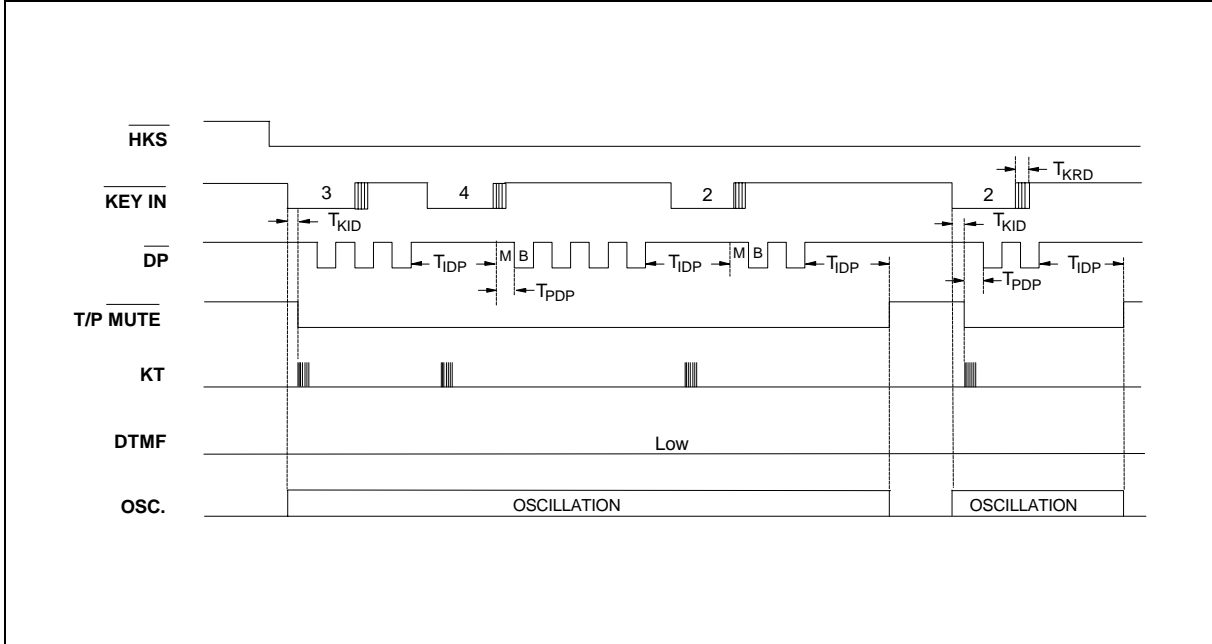 HKS
KEY IN
3
4
2
2
T_KRD
T_KID
T_KID
DP
T_IDP
M
B
T_IDP
M
B
T_IDP
T_IDP
T_PDP
T_PDP
T/P MUTE
KT
DTMF
Low
OSC.
OSCILLATION
OSCILLATION